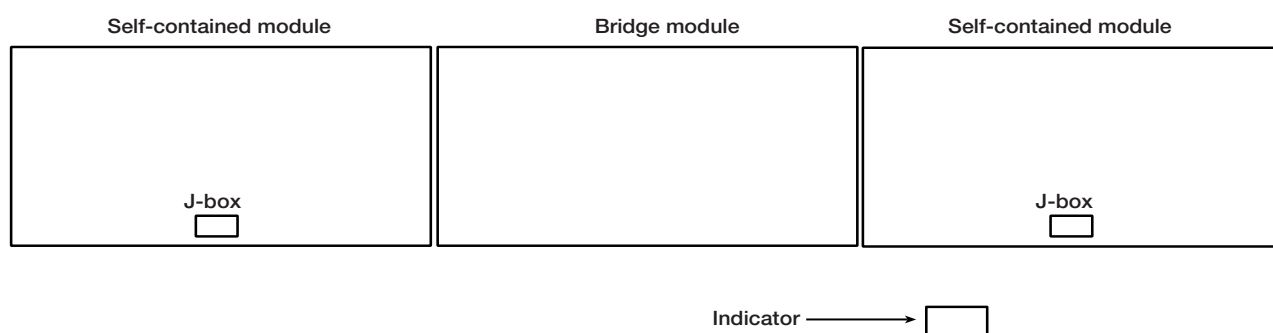 Self-contained module
Bridge module
Self-contained module
J-box
J-box
Indicator